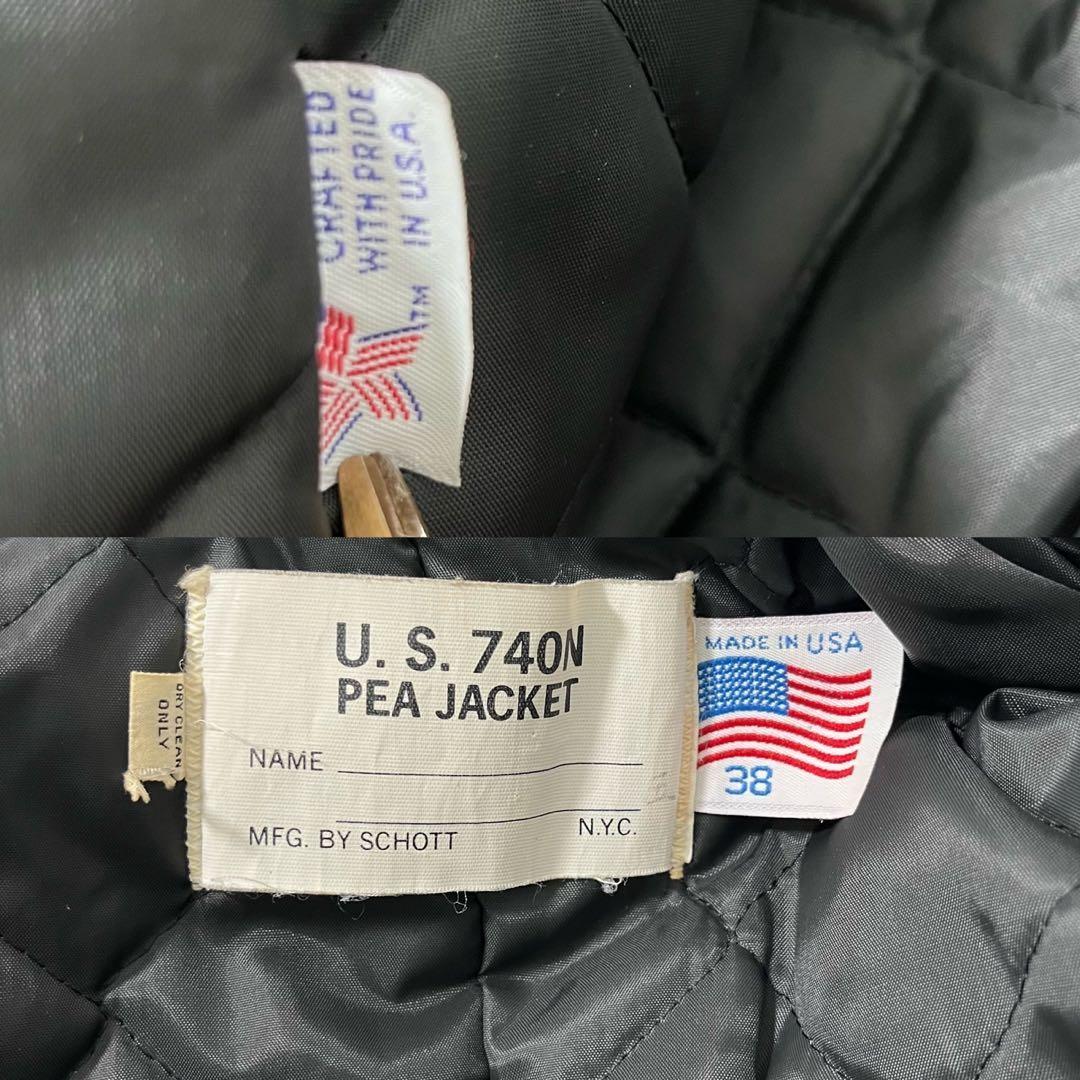 CRAFTED
WITH PRIDE
IN U.S.A.
TM
U. S. 740N
PEA JACKET
NAME
MFG. BY SCHOTT N.Y.C.
DRY CLEAN
ONLY
MADE IN USA
38